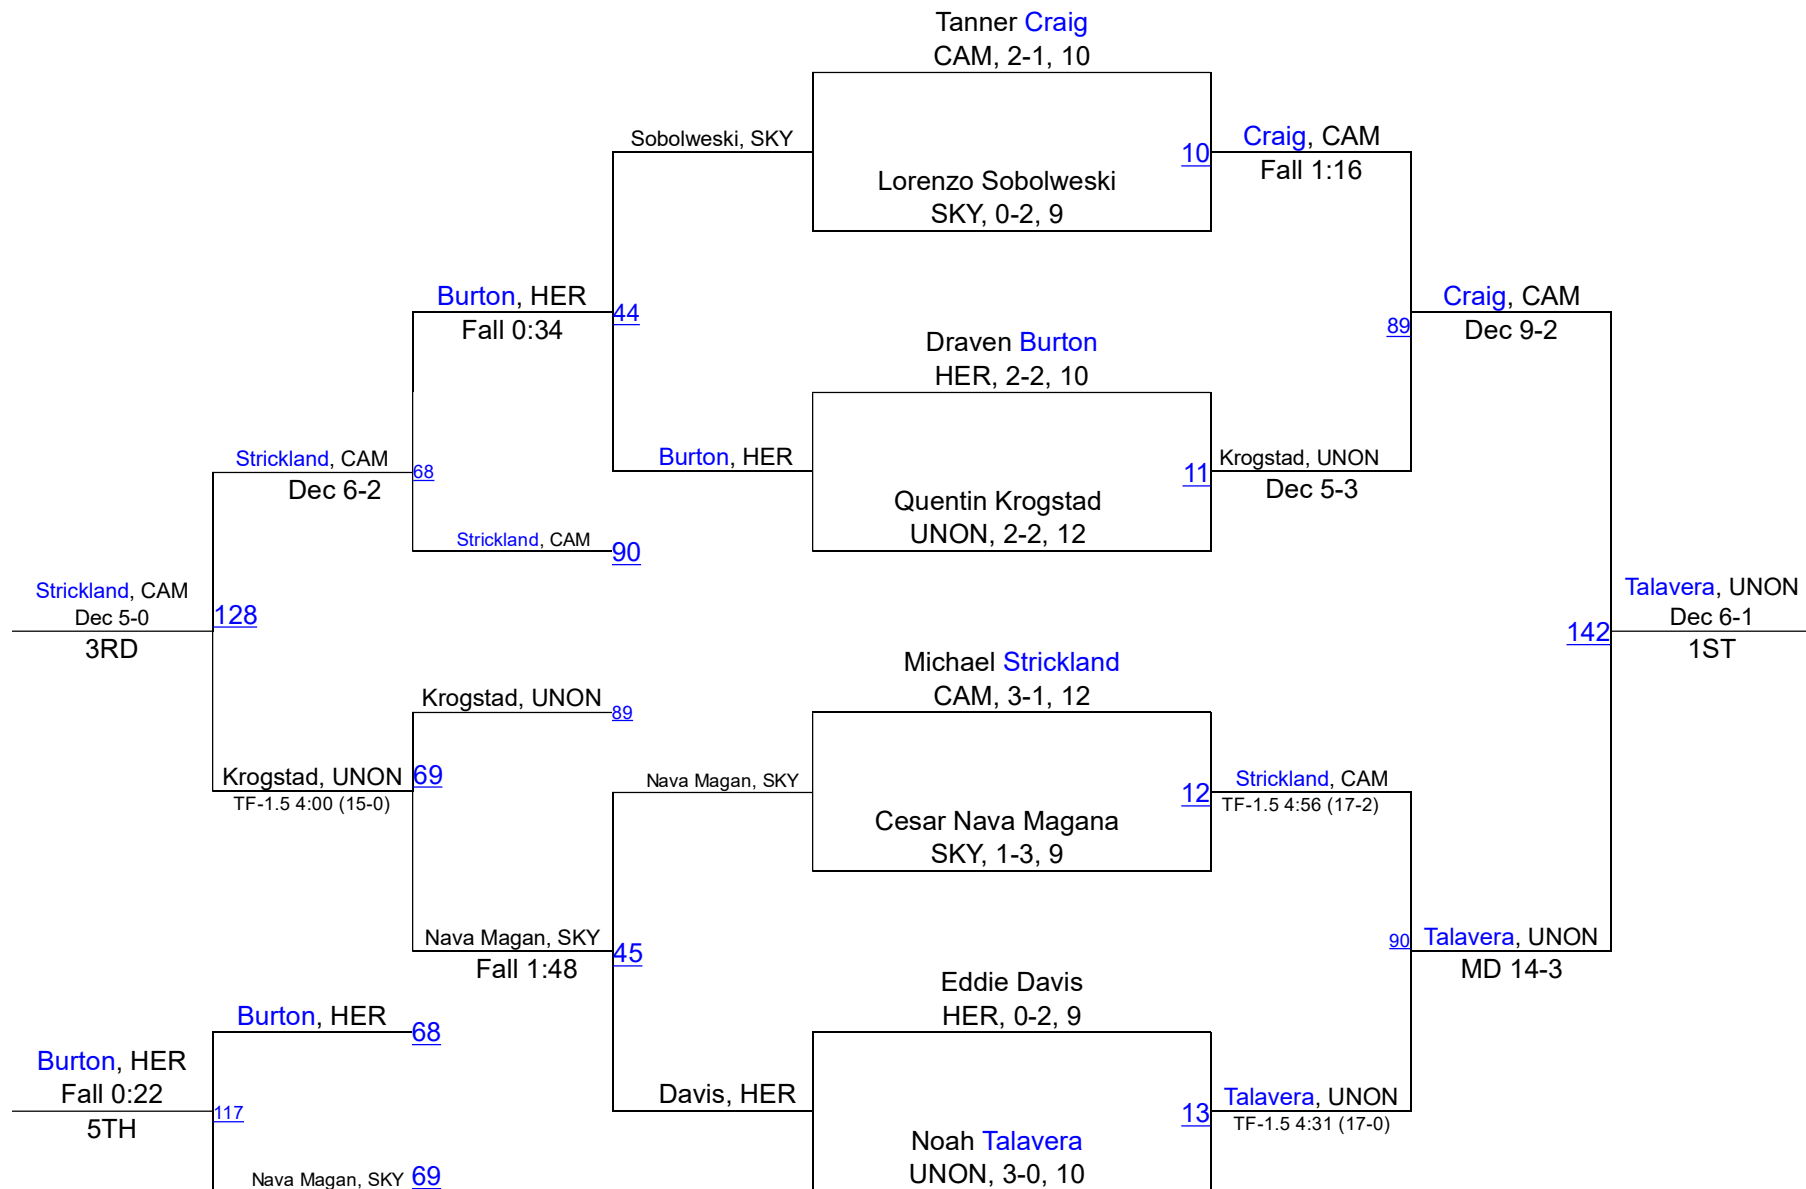 Tanner Craig
CAM, 2-1, 10
Sobolweski, SKY
10
Craig, CAM
Fall 1:16
Lorenzo Sobolweski
SKY, 0-2, 9
Burton, HER
Fall 0:34
44
Craig, CAM
Dec 9-2
89
Draven Burton
HER, 2-2, 10
Strickland, CAM
Dec 6-2
68
Burton, HER
11
Krogstad, UNON
Dec 5-3
Quentin Krogstad
UNON, 2-2, 12
Strickland, CAM
90
Strickland, CAM
Dec 5-0
3RD
128
Talavera, UNON
Dec 6-1
1ST
142
Michael Strickland
CAM, 3-1, 12
Krogstad, UNON
89
Krogstad, UNON
TF-1.5 4:00 (15-0)
69
Nava Magan, SKY
12
Strickland, CAM
TF-1.5 4:56 (17-2)
Cesar Nava Magana
SKY, 1-3, 9
Nava Magan, SKY
Fall 1:48
45
90
Talavera, UNON
MD 14-3
Eddie Davis
HER, 0-2, 9
Burton, HER
68
Burton, HER
Fall 0:22
5TH
117
Davis, HER
13
Talavera, UNON
TF-1.5 4:31 (17-0)
Noah Talavera
UNON, 3-0, 10
Nava Magan, SKY
69